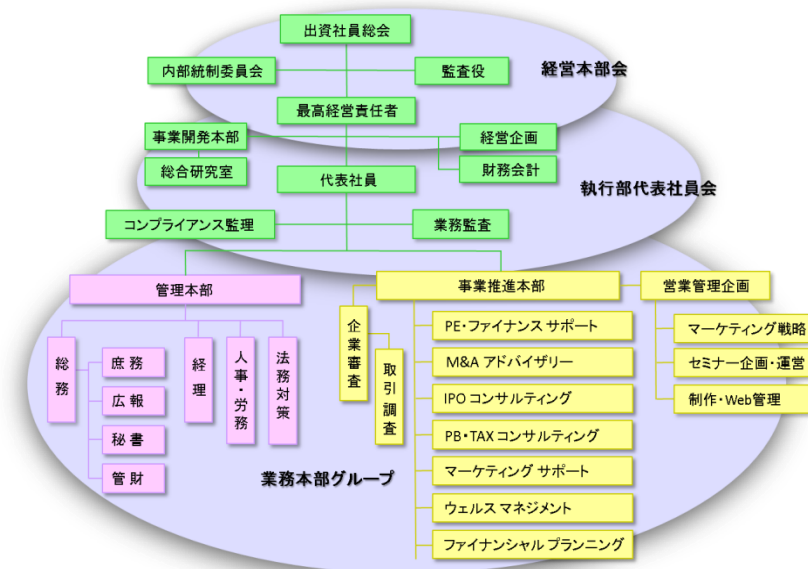 出資社員総会
内部統制委員会
監査役
経営本部会
最高経営責任者
事業開発本部
経営企画
総合研究室
代表社員
財務会計
執行部代表社員会
コンプライアンス監理
業務監査
管理本部
事業推進本部
営業管理企画
総務
庶務
広報
秘書
管財
経理
人事・労務
法務対策
企業審査
取引調査
PE・ファイナンス サポート
M&A アドバイザリー
IPO コンサルティング
PB・TAX コンサルティング
マーケティング サポート
ウェルス マネジメント
ファイナンシャル プランニング
マーケティング戦略
セミナー企画・運営
制作・Web管理
業務本部グループ